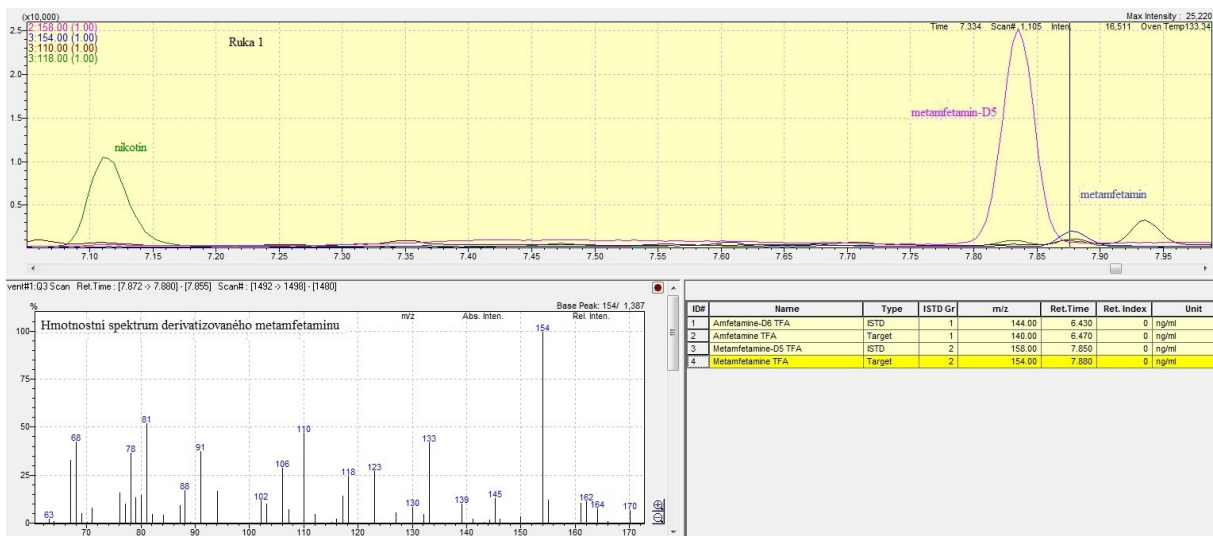 (x10,000)
Max Intensity : 25,220
2:158.00 (1.00)
Time 7.334 Scan# 1,105 Inten. 16,511 Oven Temp 133.34
3:154.00 (1.00)
3:110.00 (1.00)
3:118.00 (1.00)
Ruka 1
2.5
2.0
1.5
1.0
0.5
metamfetamin-D5
nikotin
metamfetamin
7.10 7.15 7.20 7.25 7.30 7.35 7.40 7.45 7.50 7.55 7.60 7.65 7.70 7.75 7.80 7.85 7.90 7.95
vent#1:Q3 Scan Ret.Time : [7.872 -> 7.880] - [7.855] Scan# : [1492 -> 1498] - [1480]
%
Base Peak: 154/ 1,387
m/z Abs. Inten. Rel. Inten.
Hmotnostní spektrum derivatizovaného metamfetaminu
100
75
50
25
0
63 68 78 81 88 91 102 106 110 118 123 130 133 139 145 154 162 164 170
70 80 90 100 110 120 130 140 150 160 170
ID# Name Type ISTD Gr m/z Ret.Time Ret. Index Unit
1 Amfetamine-D6 TFA ISTD 1 144.00 6.430 0 ng/ml
2 Amfetamine TFA Target 1 140.00 6.470 0 ng/ml
3 Metamfetamine-D5 TFA ISTD 2 158.00 7.850 0 ng/ml
4 Metamfetamine TFA Target 2 154.00 7.880 0 ng/ml